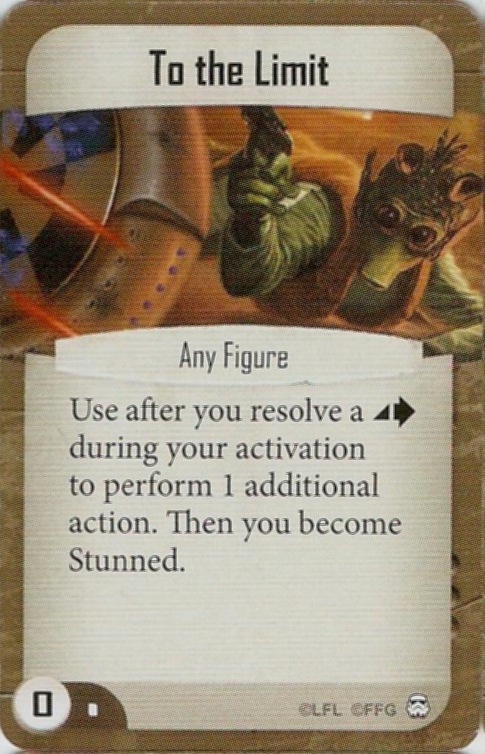 To the Limit
Any Figure
Use after you resolve a
during your activation
to perform 1 additional
action. Then you become
Stunned.
0
©LFL ©FFG